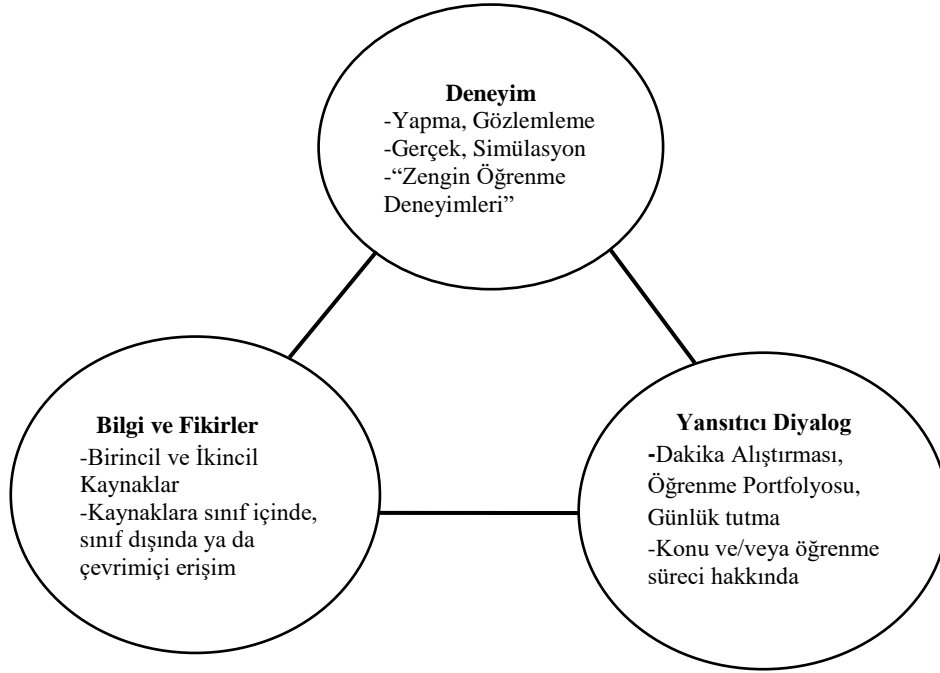 Deneyim
-Yapma, Gözlemleme
-Gerçek, Simülasyon
-“Zengin Öğrenme
Deneyimleri”
Bilgi ve Fikirler
-Birincil ve İkincil
Kaynaklar
-Kaynaklara sınıf içinde,
sınıf dışında ya da
çevrimiçi erişim
Yansıtıcı Diyalog
-Dakika Alıştırması,
Öğrenme Portfolyosu,
Günlük tutma
-Konu ve/veya öğrenme
süreci hakkında